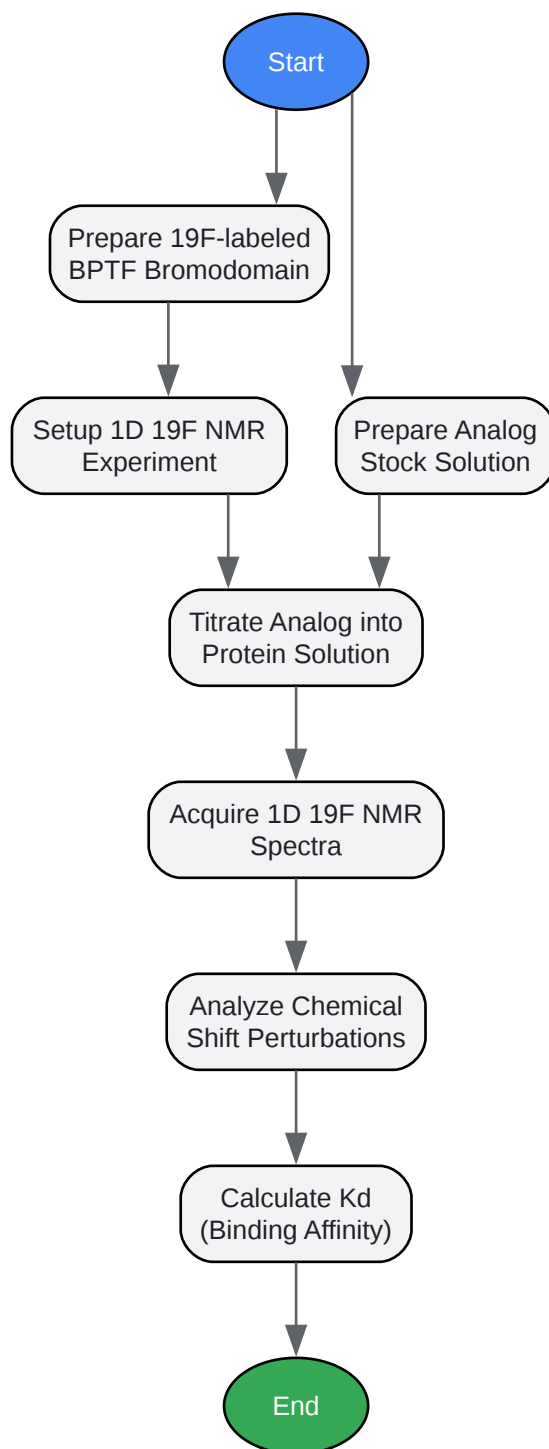 Start
Prepare 19F-labeled
BPTF Bromodomain
Setup 1D 19F NMR
Experiment
Prepare Analog
Stock Solution
Titrate Analog into
Protein Solution
Acquire 1D 19F NMR
Spectra
Analyze Chemical
Shift Perturbations
Calculate Kd
(Binding Affinity)
End